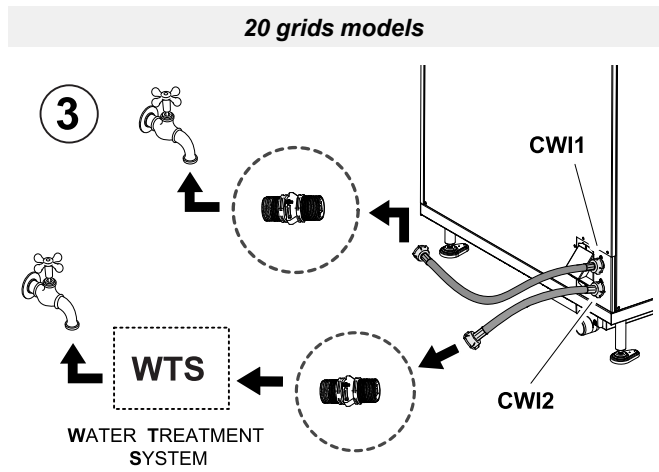 20 grids models
3
CWI1
WTS
CWI2
WATER TREATMENT
SYSTEM